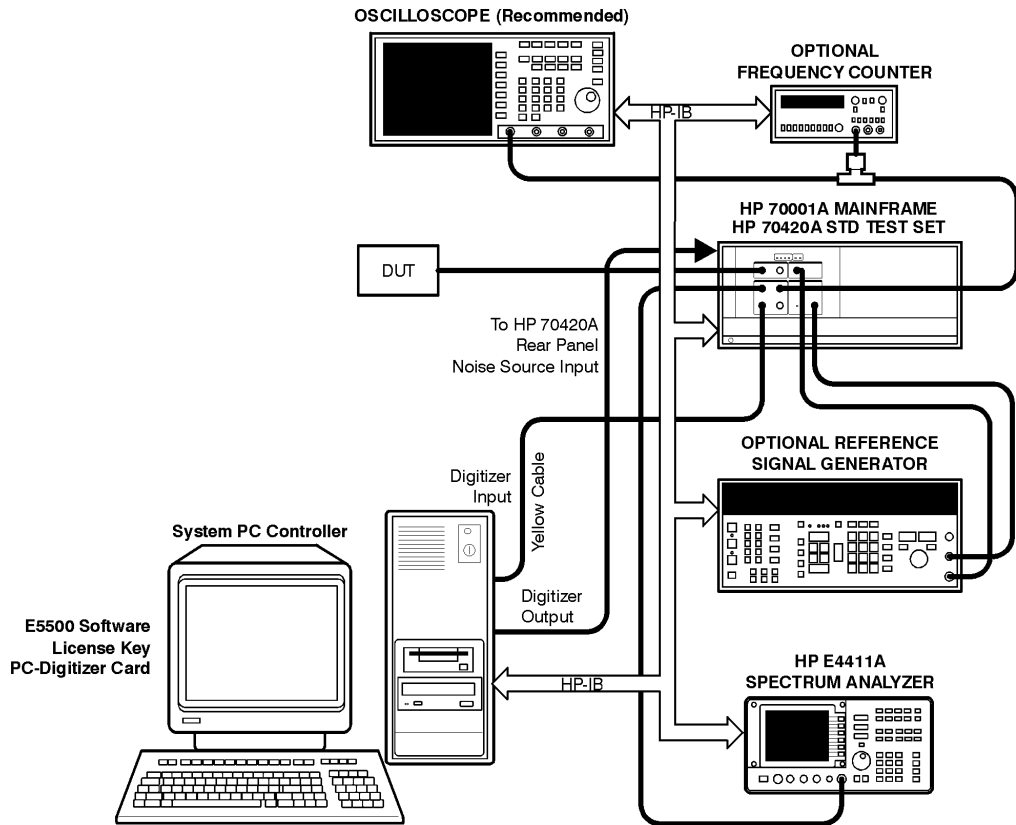 OSCILLOSCOPE (Recommended)
OPTIONAL
FREQUENCY COUNTER
HP-IB
HP 70001A MAINFRAME
HP 70420A STD TEST SET
DUT
To HP 70420A
Rear Panel
Noise Source Input
OPTIONAL REFERENCE
SIGNAL GENERATOR
Digitizer
Input
Yellow Cable
System PC Controller
Digitizer
Output
E5500 Software
License Key
PC-Digitizer Card
HP-IB
HP E4411A
SPECTRUM ANALYZER